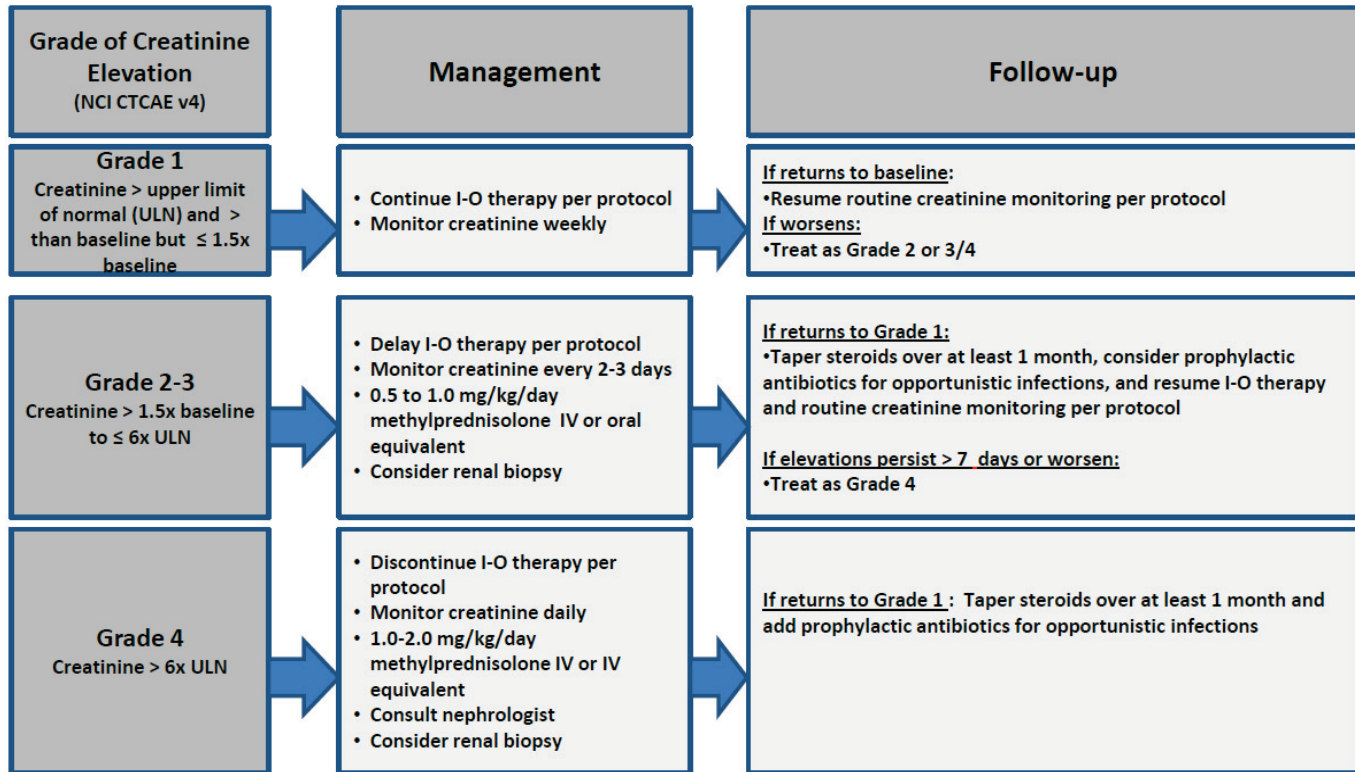 Grade of Creatinine
Elevation
(NCI CTCAE v4)
Management
Follow-up
Grade 1
Creatinine > upper limit
of normal (ULN) and >
than baseline but ≤ 1.5x
baseline
• Continue I-O therapy per protocol
• Monitor creatinine weekly
If returns to baseline:
•Resume routine creatinine monitoring per protocol
If worsens:
•Treat as Grade 2 or 3/4
Grade 2-3
Creatinine > 1.5x baseline
to ≤ 6x ULN
• Delay I-O therapy per protocol
• Monitor creatinine every 2-3 days
• 0.5 to 1.0 mg/kg/day
methylprednisolone IV or oral
equivalent
• Consider renal biopsy
If returns to Grade 1:
•Taper steroids over at least 1 month, consider prophylactic
antibiotics for opportunistic infections, and resume I-O therapy
and routine creatinine monitoring per protocol
If elevations persist > 7 days or worsen:
•Treat as Grade 4
Grade 4
Creatinine > 6x ULN
• Discontinue I-O therapy per
protocol
• Monitor creatinine daily
• 1.0-2.0 mg/kg/day
methylprednisolone IV or IV
equivalent
• Consult nephrologist
• Consider renal biopsy
If returns to Grade 1 : Taper steroids over at least 1 month and
add prophylactic antibiotics for opportunistic infections